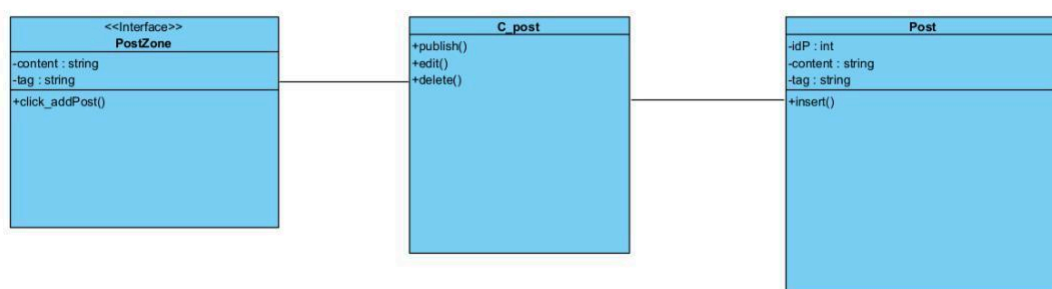 <<Interface>>
PostZone
-content : string
-tag : string
+click_addPost()
C_post
+publish()
+edit()
+delete()
Post
-idP : int
-content : string
-tag : string
+insert()